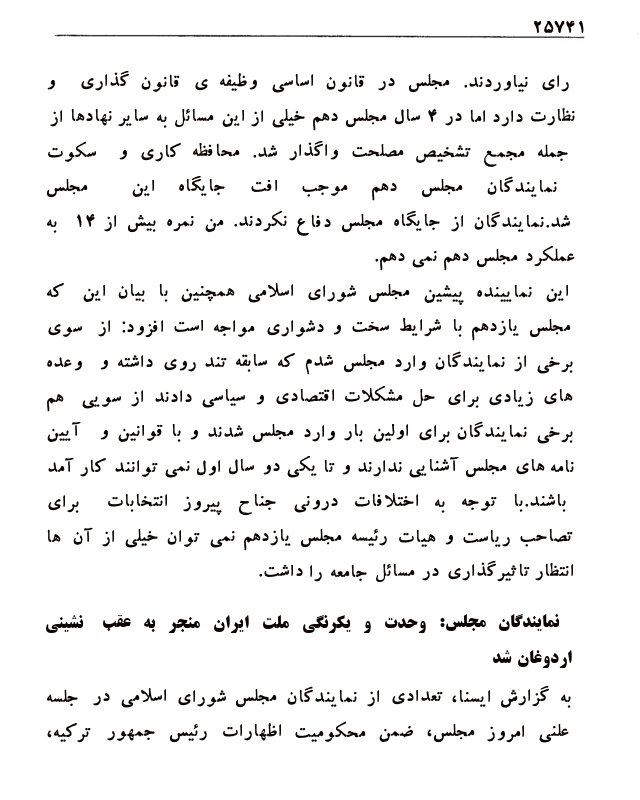 ۲۵۷۴۱
رای نیاوردند. مجلس در قانون اساسی وظیفه ی قانون گذاری و
نظارت دارد اما در ۴ سال مجلس دهم خیلی از این مسائل به سایر نهادها از
جمله مجمع تشخیص مصلحت واگذار شد. محافظه کاری و سکوت
نمایندگان مجلس دهم موجب افت جایگاه این مجلس
شد.نمایندگان از جایگاه مجلس دفاع نکردند. من نمره بیش از ۱۴ به
عملکرد مجلس دهم نمی دهم.
این نماینده پیشین مجلس شورای اسلامی همچنین با بیان این که
مجلس یازدهم با شرایط سخت و دشواری مواجه است افزود: از سوی
برخی از نمایندگان وارد مجلس شدم که سابقه تند روی داشته و وعده
های زیادی برای حل مشکلات اقتصادی و سیاسی دادند از سویی هم
برخی نمایندگان برای اولین بار وارد مجلس شدند و با قوانین و آیین
نامه های مجلس آشنایی ندارند و تا یکی دو سال اول نمی توانند کار آمد
باشند.با توجه به اختلافات درونی جناح پیروز انتخابات برای
تصاحب ریاست و هیات رئیسه مجلس یازدهم نمی توان خیلی از آن ها
انتظار تاثیرگذاری در مسائل جامعه را داشت.
نمایندگان مجلس: وحدت و یکرنگی ملت ایران منجر به عقب نشینی
اردوغان شد
به گزارش ایسنا، تعدادی از نمایندگان مجلس شورای اسلامی در جلسه
علنی امروز مجلس، ضمن محکومیت اظهارات رئیس جمهور ترکیه،